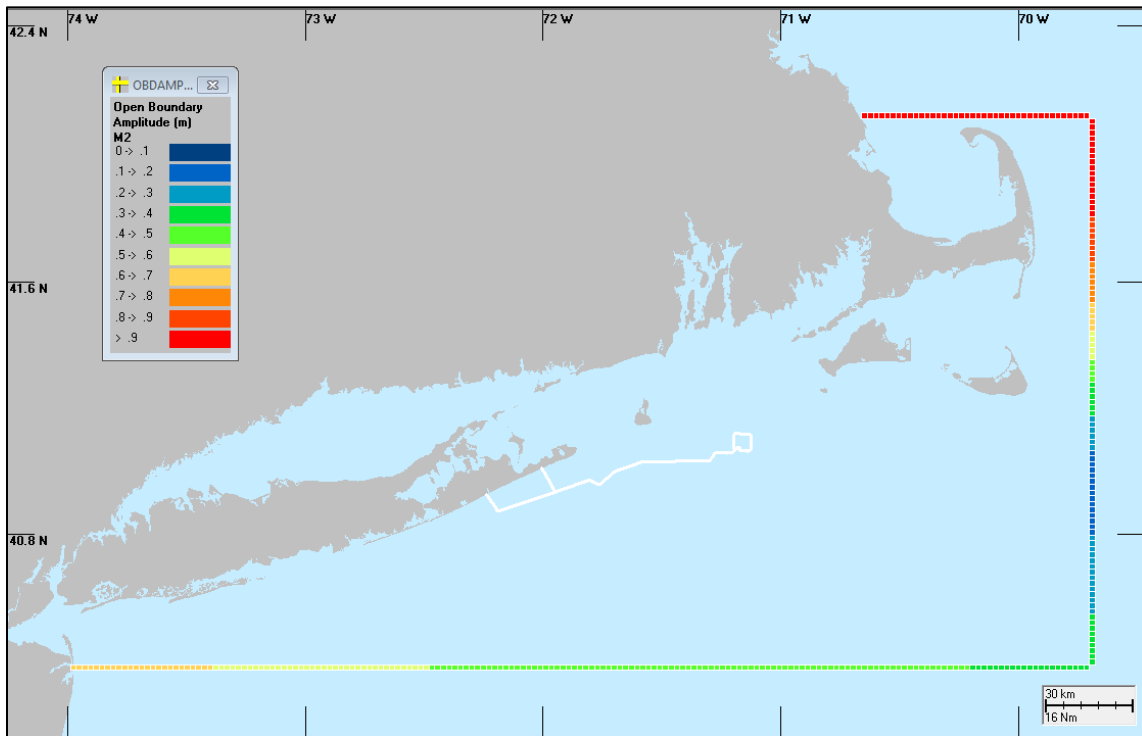 74 W 73 W 72 W 71 W 70 W
42.4 N
OBDAMP...
Open Boundary
Amplitude (m)
M2
0 -> .1
.1 -> .2
.2 -> .3
.3 -> .4
.4 -> .5
.5 -> .6
.6 -> .7
.7 -> .8
.8 -> .9
> .9
41.6 N
40.8 N
30 km
16 Nm